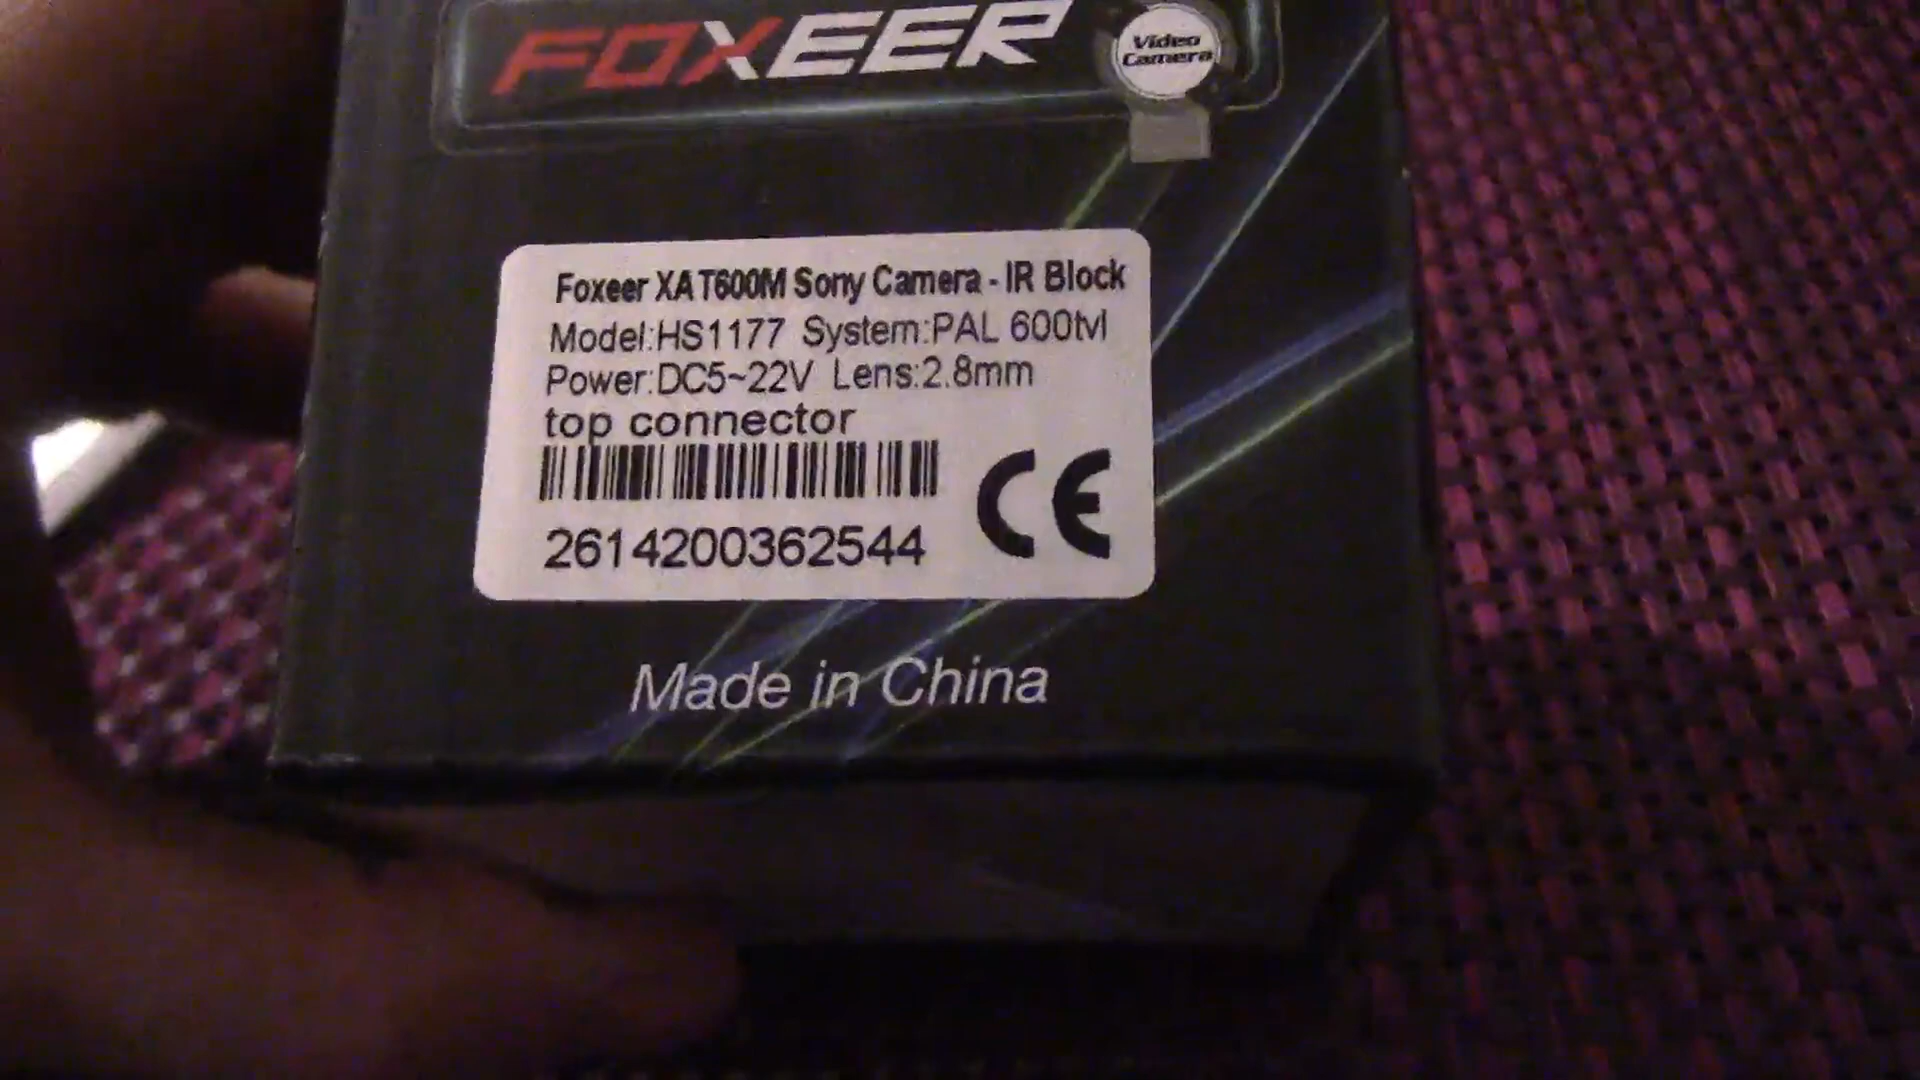 FOXEER
Video
Camera
Foxeer XAT600M Sony Camera - IR Block
Model:HS1177 System:PAL 600tvl
Power:DC5~22V Lens:2.8mm
top connector
2614200362544
CE
Made in China